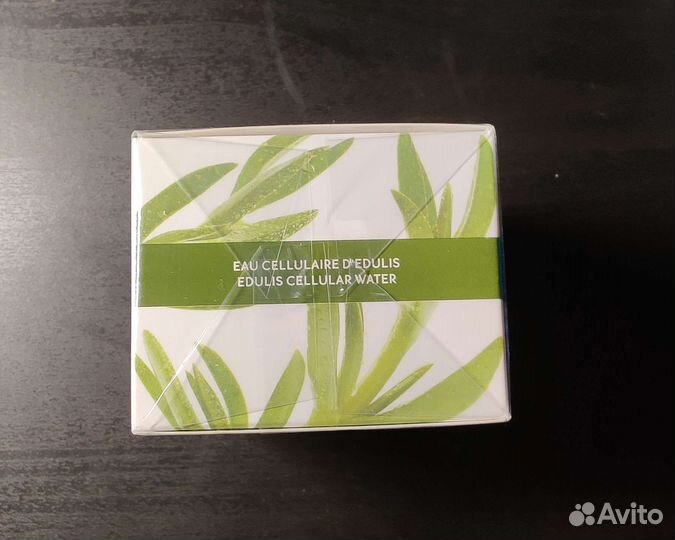 EAU CELLULAIRE D'EDULIS
EDULIS CELLULAR WATER
Avito